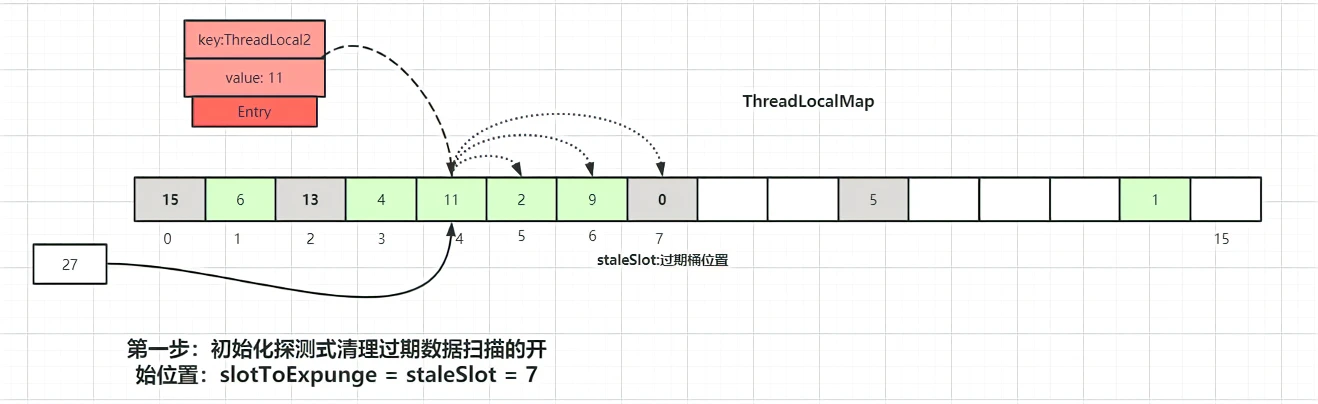 key:ThreadLocal2
value: 11
Entry
ThreadLocalMap
15 6 13 4 11 2 9 0 5 1
0 1 2 3 4 5 6 7 15
staleSlot:过期桶位置
27
第一步：初始化探测式清理过期数据扫描的开
始位置：slotToExpunge = staleSlot = 7